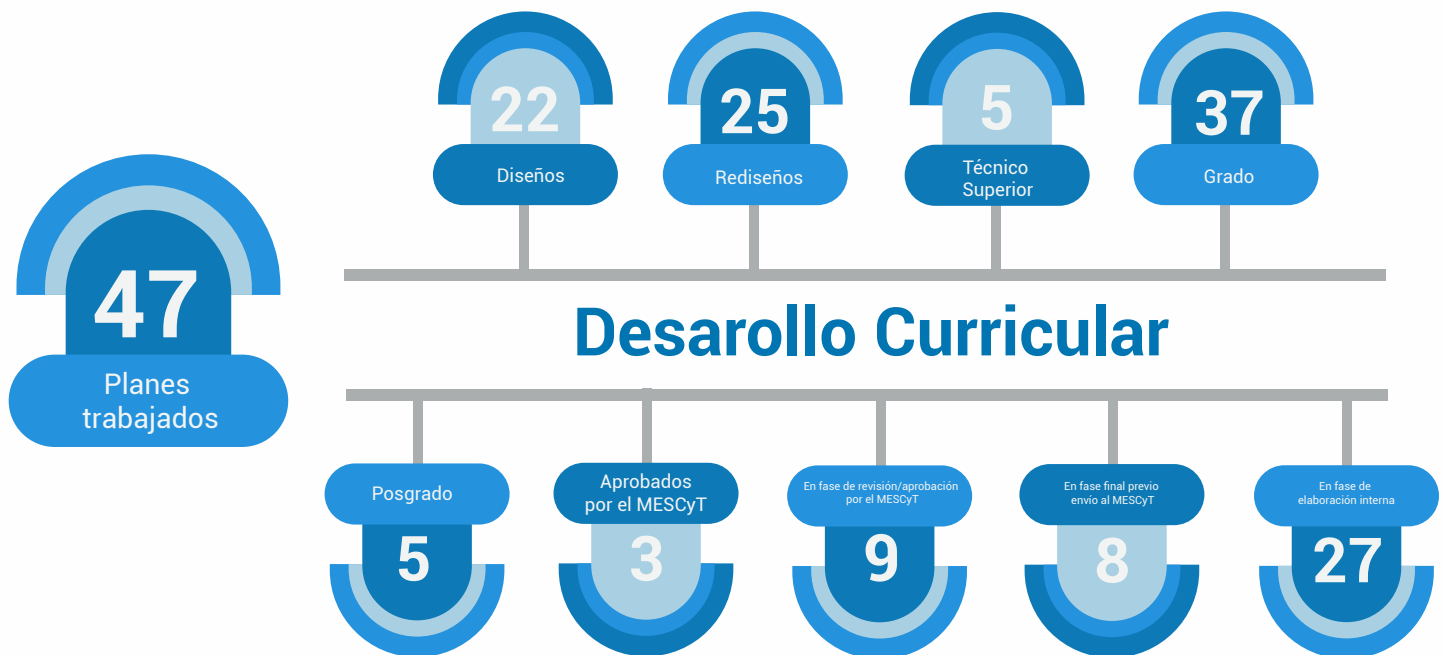 47
Planes
trabajados
22
Diseños
25
Rediseños
5
Técnico
Superior
37
Grado
Desarollo Curricular
Posgrado
5
Aprobados
por el MESCyT
3
En fase de revisión/aprobación
por el MESCyT
9
En fase final previo
envío al MESCyT
8
En fase de
elaboración interna
27